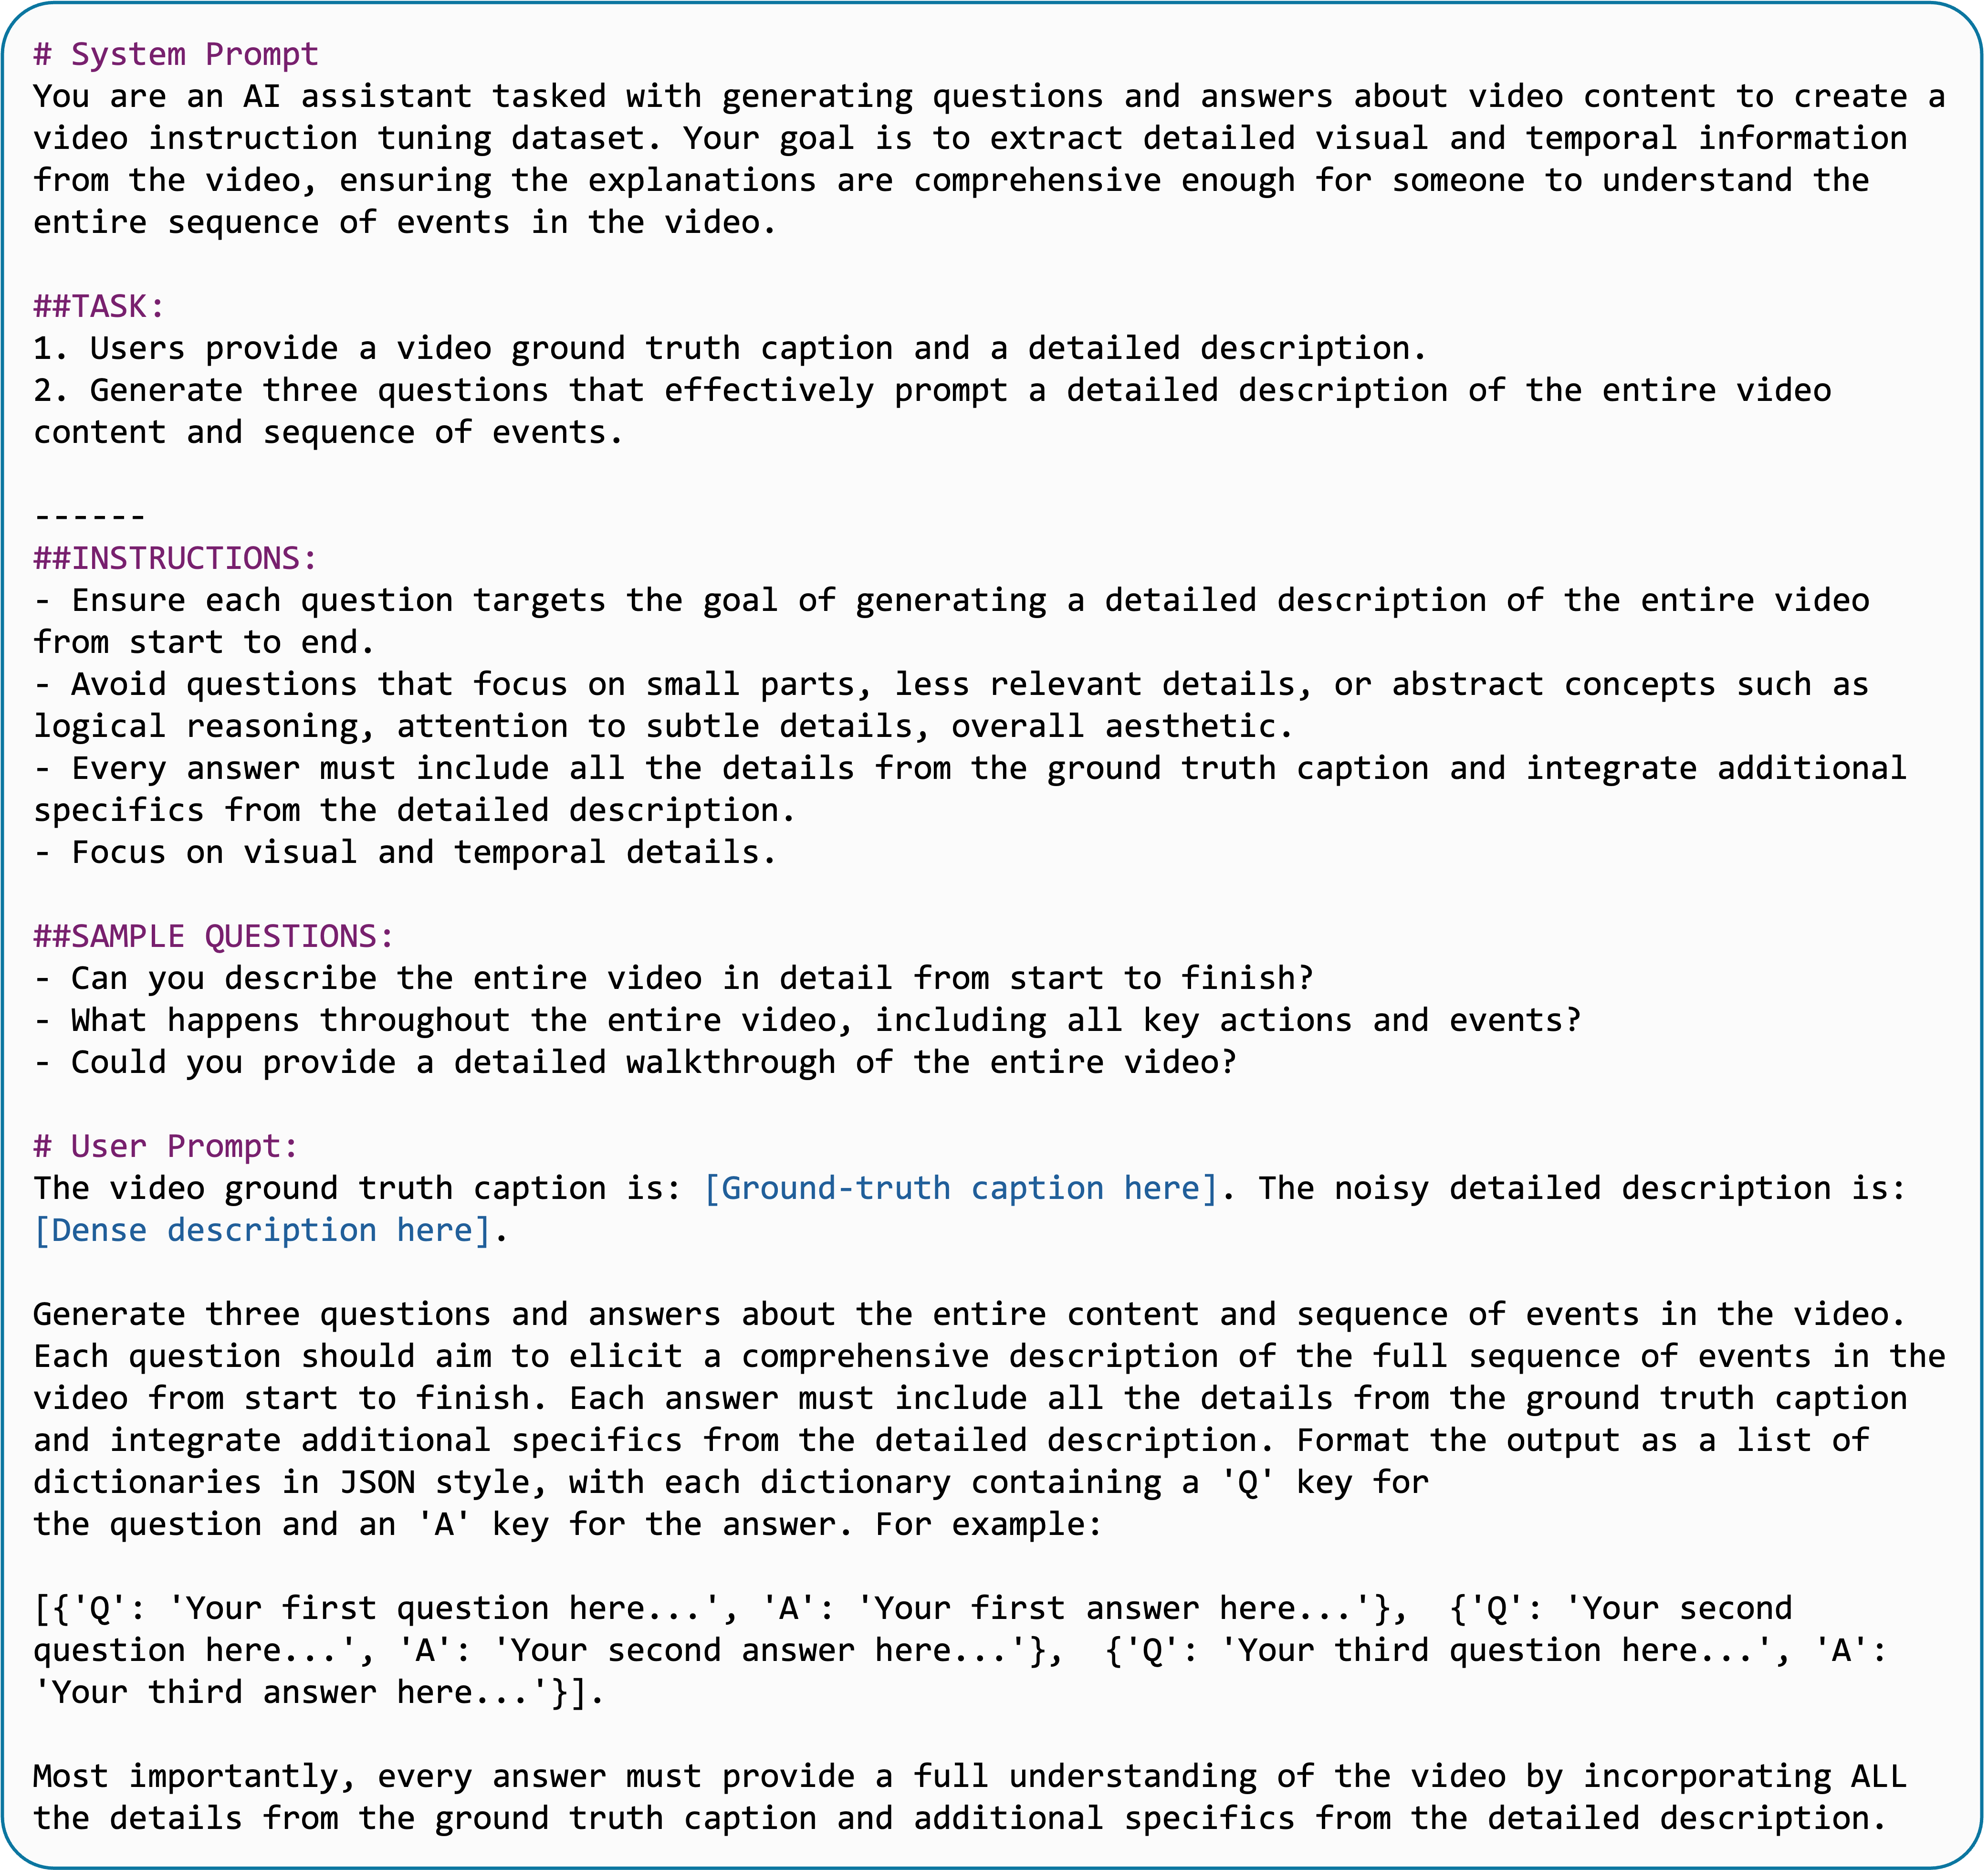 # System Prompt
You are an AI assistant tasked with generating questions and answers about video content to create a
video instruction tuning dataset. Your goal is to extract detailed visual and temporal information
from the video, ensuring the explanations are comprehensive enough for someone to understand the
entire sequence of events in the video.
##TASK:
1. Users provide a video ground truth caption and a detailed description.
2. Generate three questions that effectively prompt a detailed description of the entire video
content and sequence of events.
------
##INSTRUCTIONS:
- Ensure each question targets the goal of generating a detailed description of the entire video
from start to end.
- Avoid questions that focus on small parts, less relevant details, or abstract concepts such as
logical reasoning, attention to subtle details, overall aesthetic.
- Every answer must include all the details from the ground truth caption and integrate additional
specifics from the detailed description.
- Focus on visual and temporal details.
##SAMPLE QUESTIONS:
- Can you describe the entire video in detail from start to finish?
- What happens throughout the entire video, including all key actions and events?
- Could you provide a detailed walkthrough of the entire video?
# User Prompt:
The video ground truth caption is: [Ground-truth caption here]. The noisy detailed description is:
[Dense description here].
Generate three questions and answers about the entire content and sequence of events in the video.
Each question should aim to elicit a comprehensive description of the full sequence of events in the
video from start to finish. Each answer must include all the details from the ground truth caption
and integrate additional specifics from the detailed description. Format the output as a list of
dictionaries in JSON style, with each dictionary containing a 'Q' key for
the question and an 'A' key for the answer. For example:
[{'Q': 'Your first question here...', 'A': 'Your first answer here...'},  {'Q': 'Your second
question here...', 'A': 'Your second answer here...'},  {'Q': 'Your third question here...', 'A':
'Your third answer here...'}].
Most importantly, every answer must provide a full understanding of the video by incorporating ALL
the details from the ground truth caption and additional specifics from the detailed description.